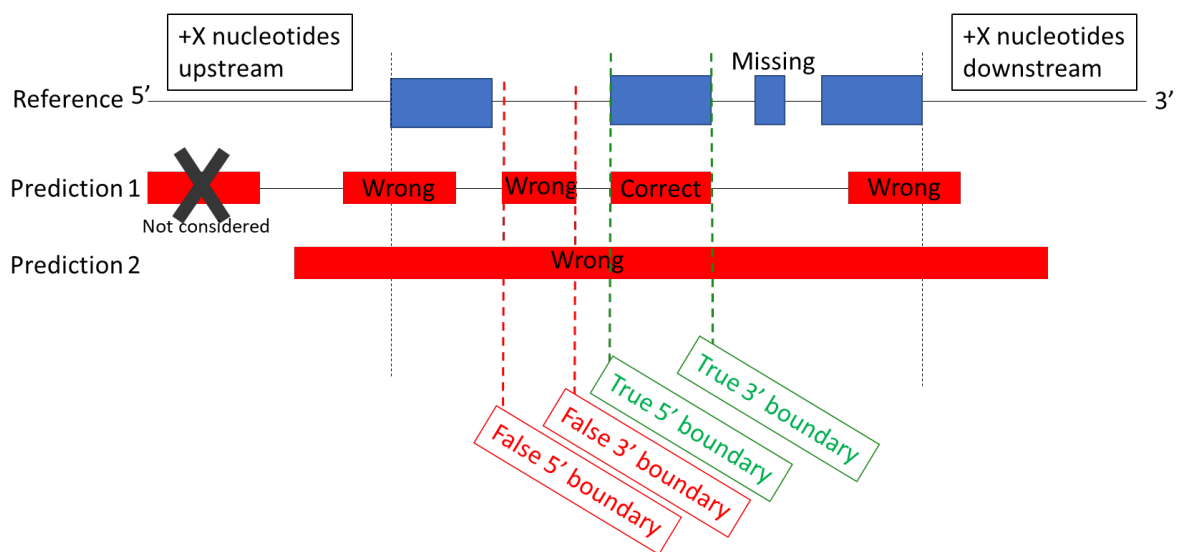 +X nucleotides
upstream
+X nucleotides
downstream
Missing
Reference 5’
3’
Prediction 1
Wrong
Wrong
Correct
Wrong
Not considered
Prediction 2
Wrong
True 3’ boundary
True 5’ boundary
False 3’ boundary
False 5’ boundary